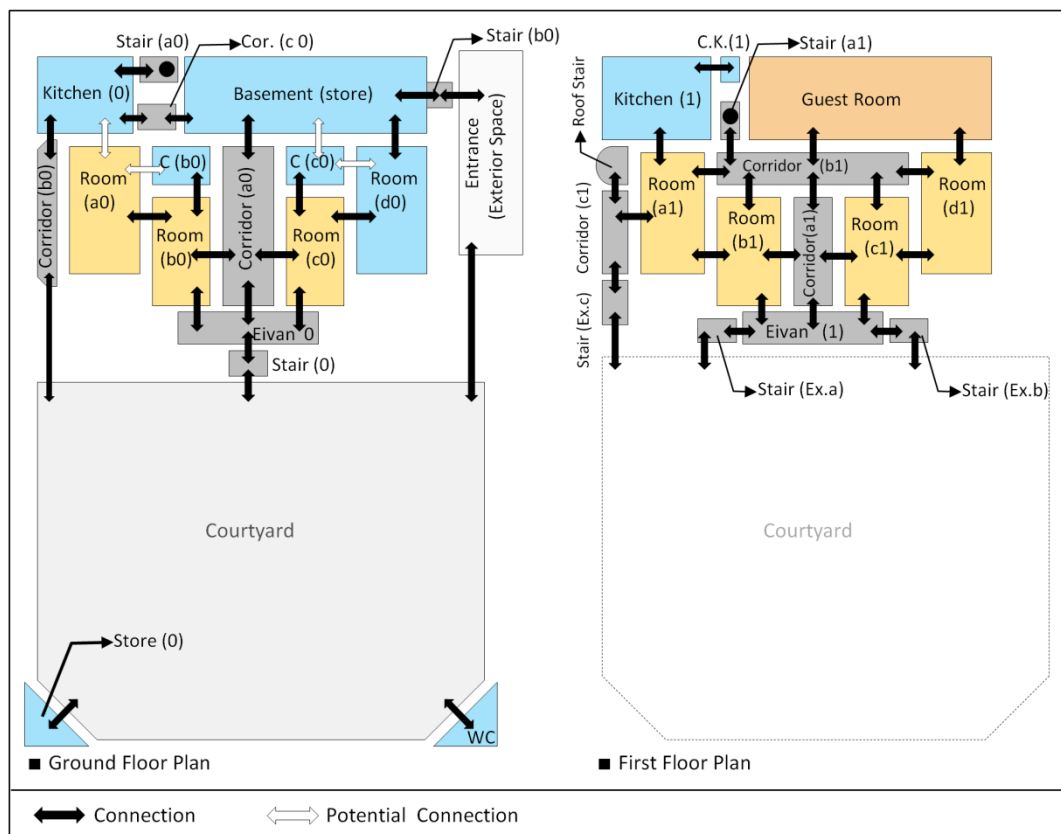 Stair (a0)
Cor. (c 0)
Stair (b0)
Kitchen (0)
Basement (store)
Entrance
(Exterior Space)
Corridor (b0)
Room
(a0)
C (b0)
Corridor (a0)
C (c0)
Room
(d0)
Room
(b0)
Room
(c0)
Eivan 0
Stair (0)
Courtyard
Store (0)
WC
■ Ground Floor Plan
C.K.(1)
Stair (a1)
Roof Stair
Kitchen (1)
Guest Room
Corridor (b1)
Room
(a1)
Room
(d1)
Corridor (c1)
Room
(b1)
Corridor(a1)
Room
(c1)
Stair (Ex.c)
Eivan (1)
Stair (Ex.a)
Stair (Ex.b)
Courtyard
■ First Floor Plan
Connection
Potential Connection